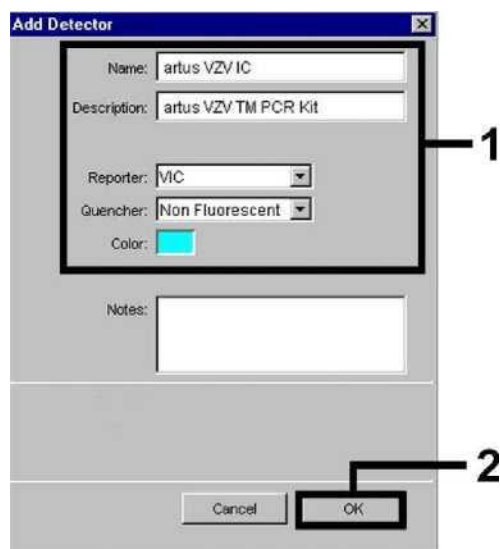 Add Detector
Name: artus VZV IC
Description: artus VZV TM PCR Kit
1
Reporter: VIC
Quencher: Non Fluorescent
Color:
Notes:
2
Cancel OK